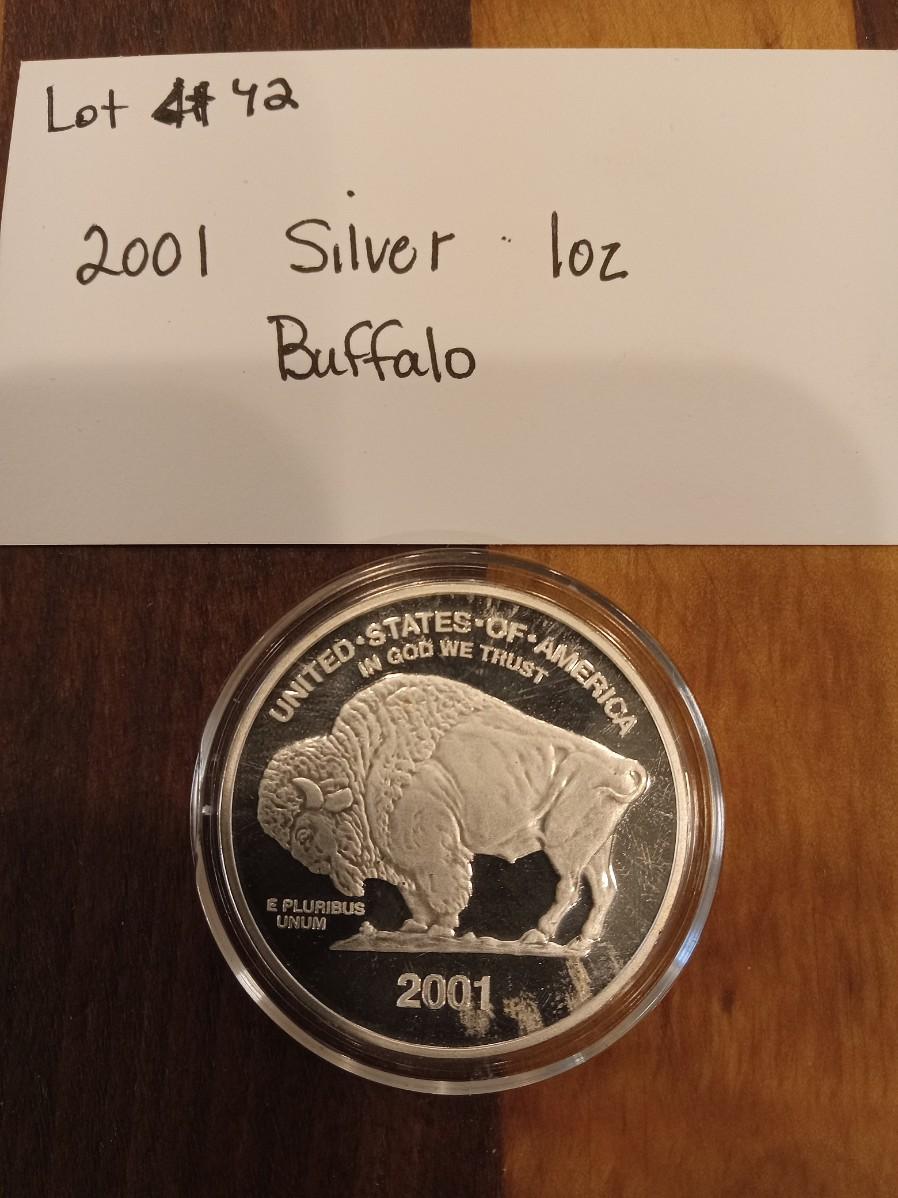 Lot # 42
2001 Silver 1oz
Buffalo
UNITED•STATES•OF•AMERICA
IN GOD WE TRUST
E PLURIBUS
UNUM
2001